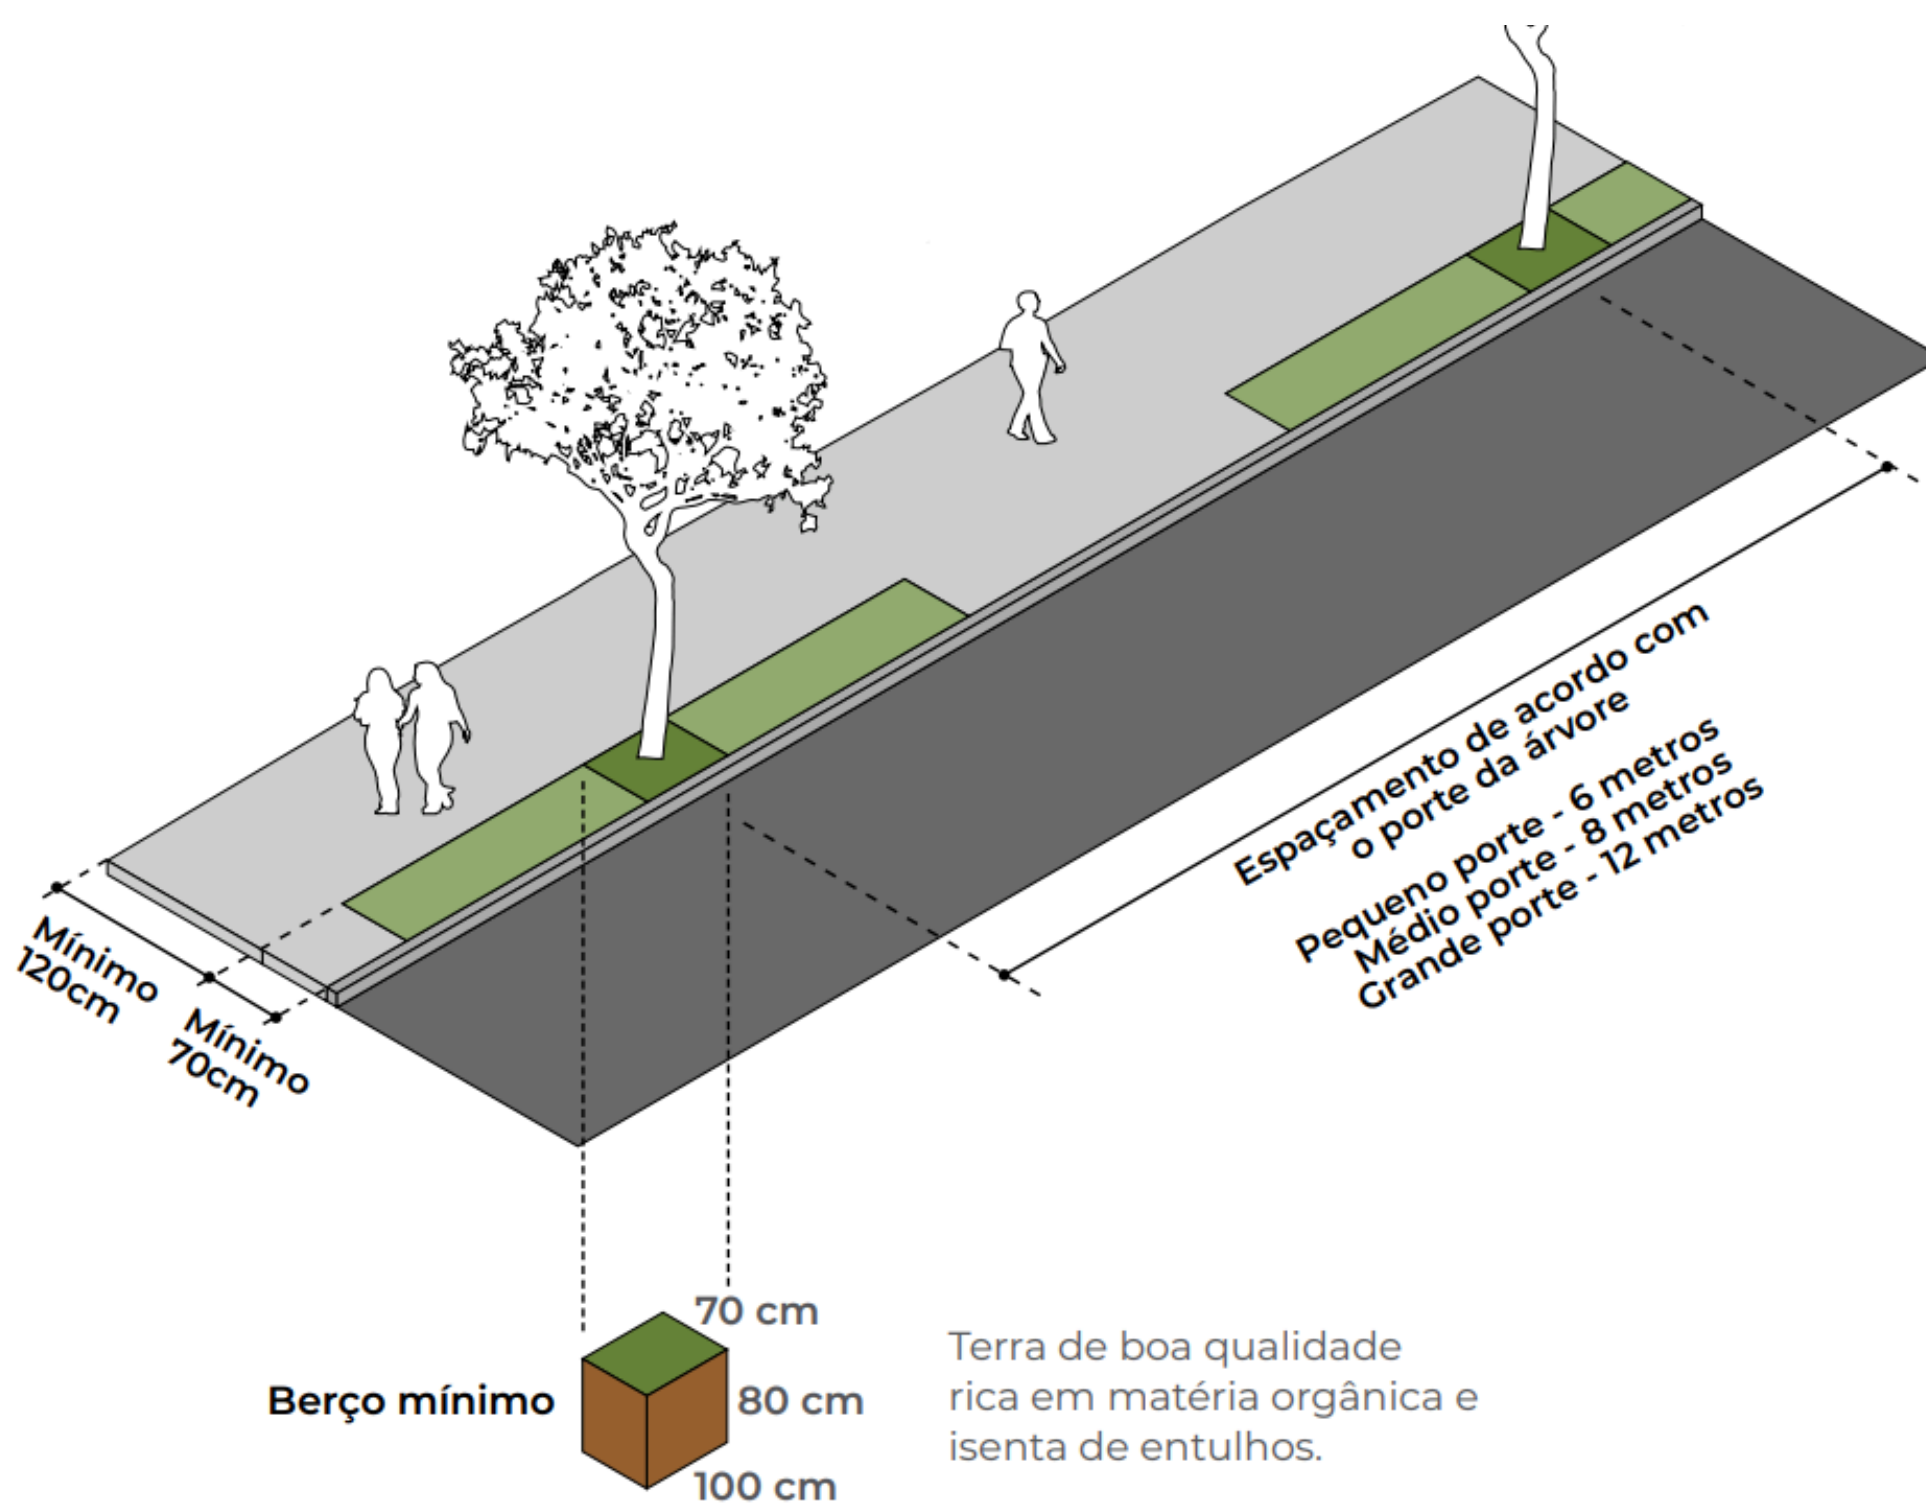 Mínimo
120cm
Mínimo
70cm
Espaçamento de acordo com
o porte da árvore
Pequeno porte - 6 metros
Médio porte - 8 metros
Grande porte - 12 metros
70 cm
Berço mínimo
80 cm
100 cm
Terra de boa qualidade
rica em matéria orgânica e
isenta de entulhos.